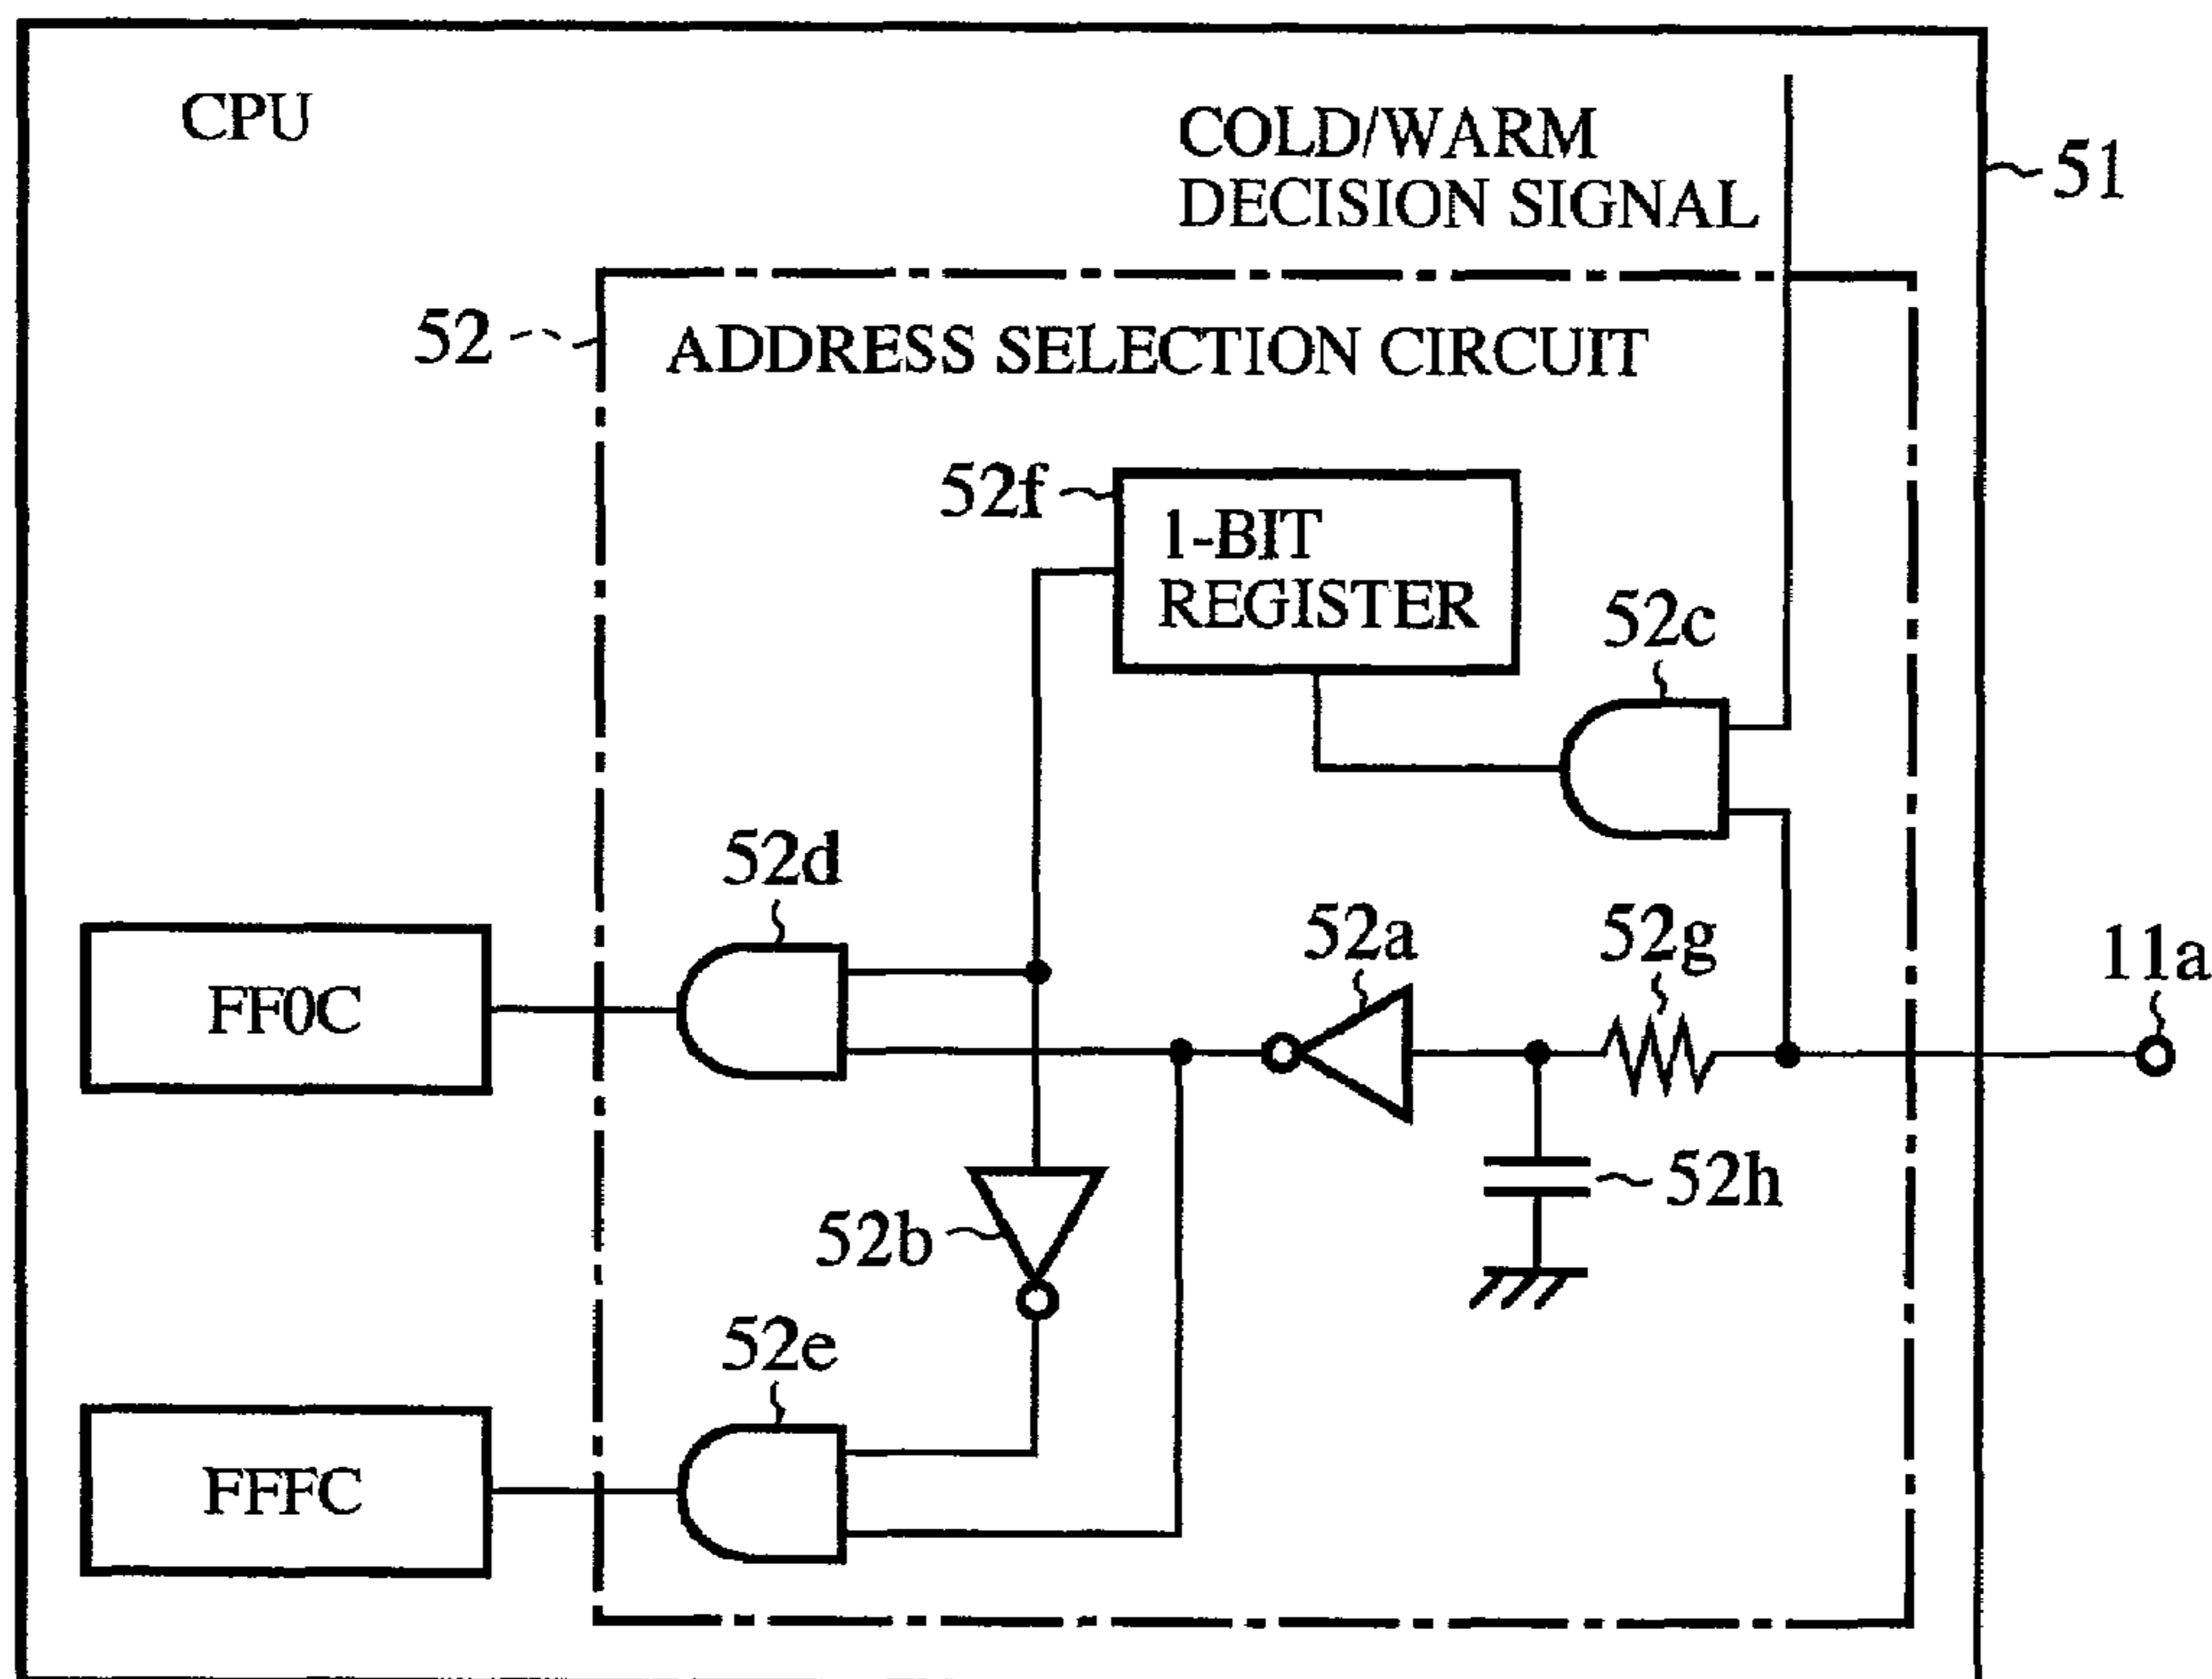 CPU
COLD/WARM
DECISION SIGNAL
51
52
ADDRESS SELECTION CIRCUIT
52f
1-BIT
REGISTER
52c
52d
52a
52g
11a
FF0C
52h
52b
52e
FFFC